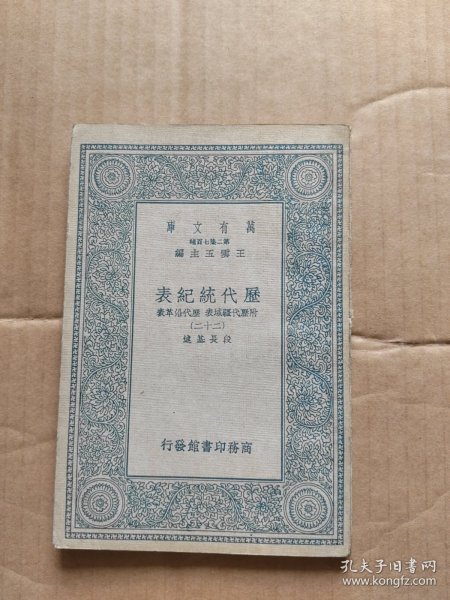 萬有文庫
第二集七百種
王雲五主編
歷代統紀表
附歷代疆域表 歷代沿革表
(二十二)
段長基述
商務印書館發行
孔夫子旧书网
www.kongfz.com